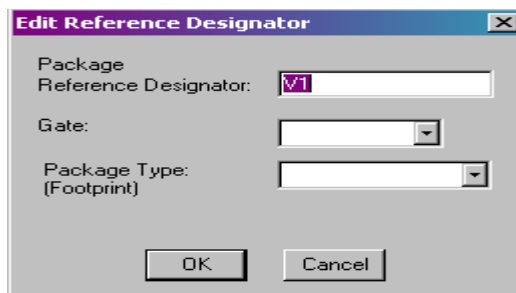 Edit Reference Designator
Package
Reference Designator: V1
Gate:
Package Type:
(Footprint)
OK Cancel